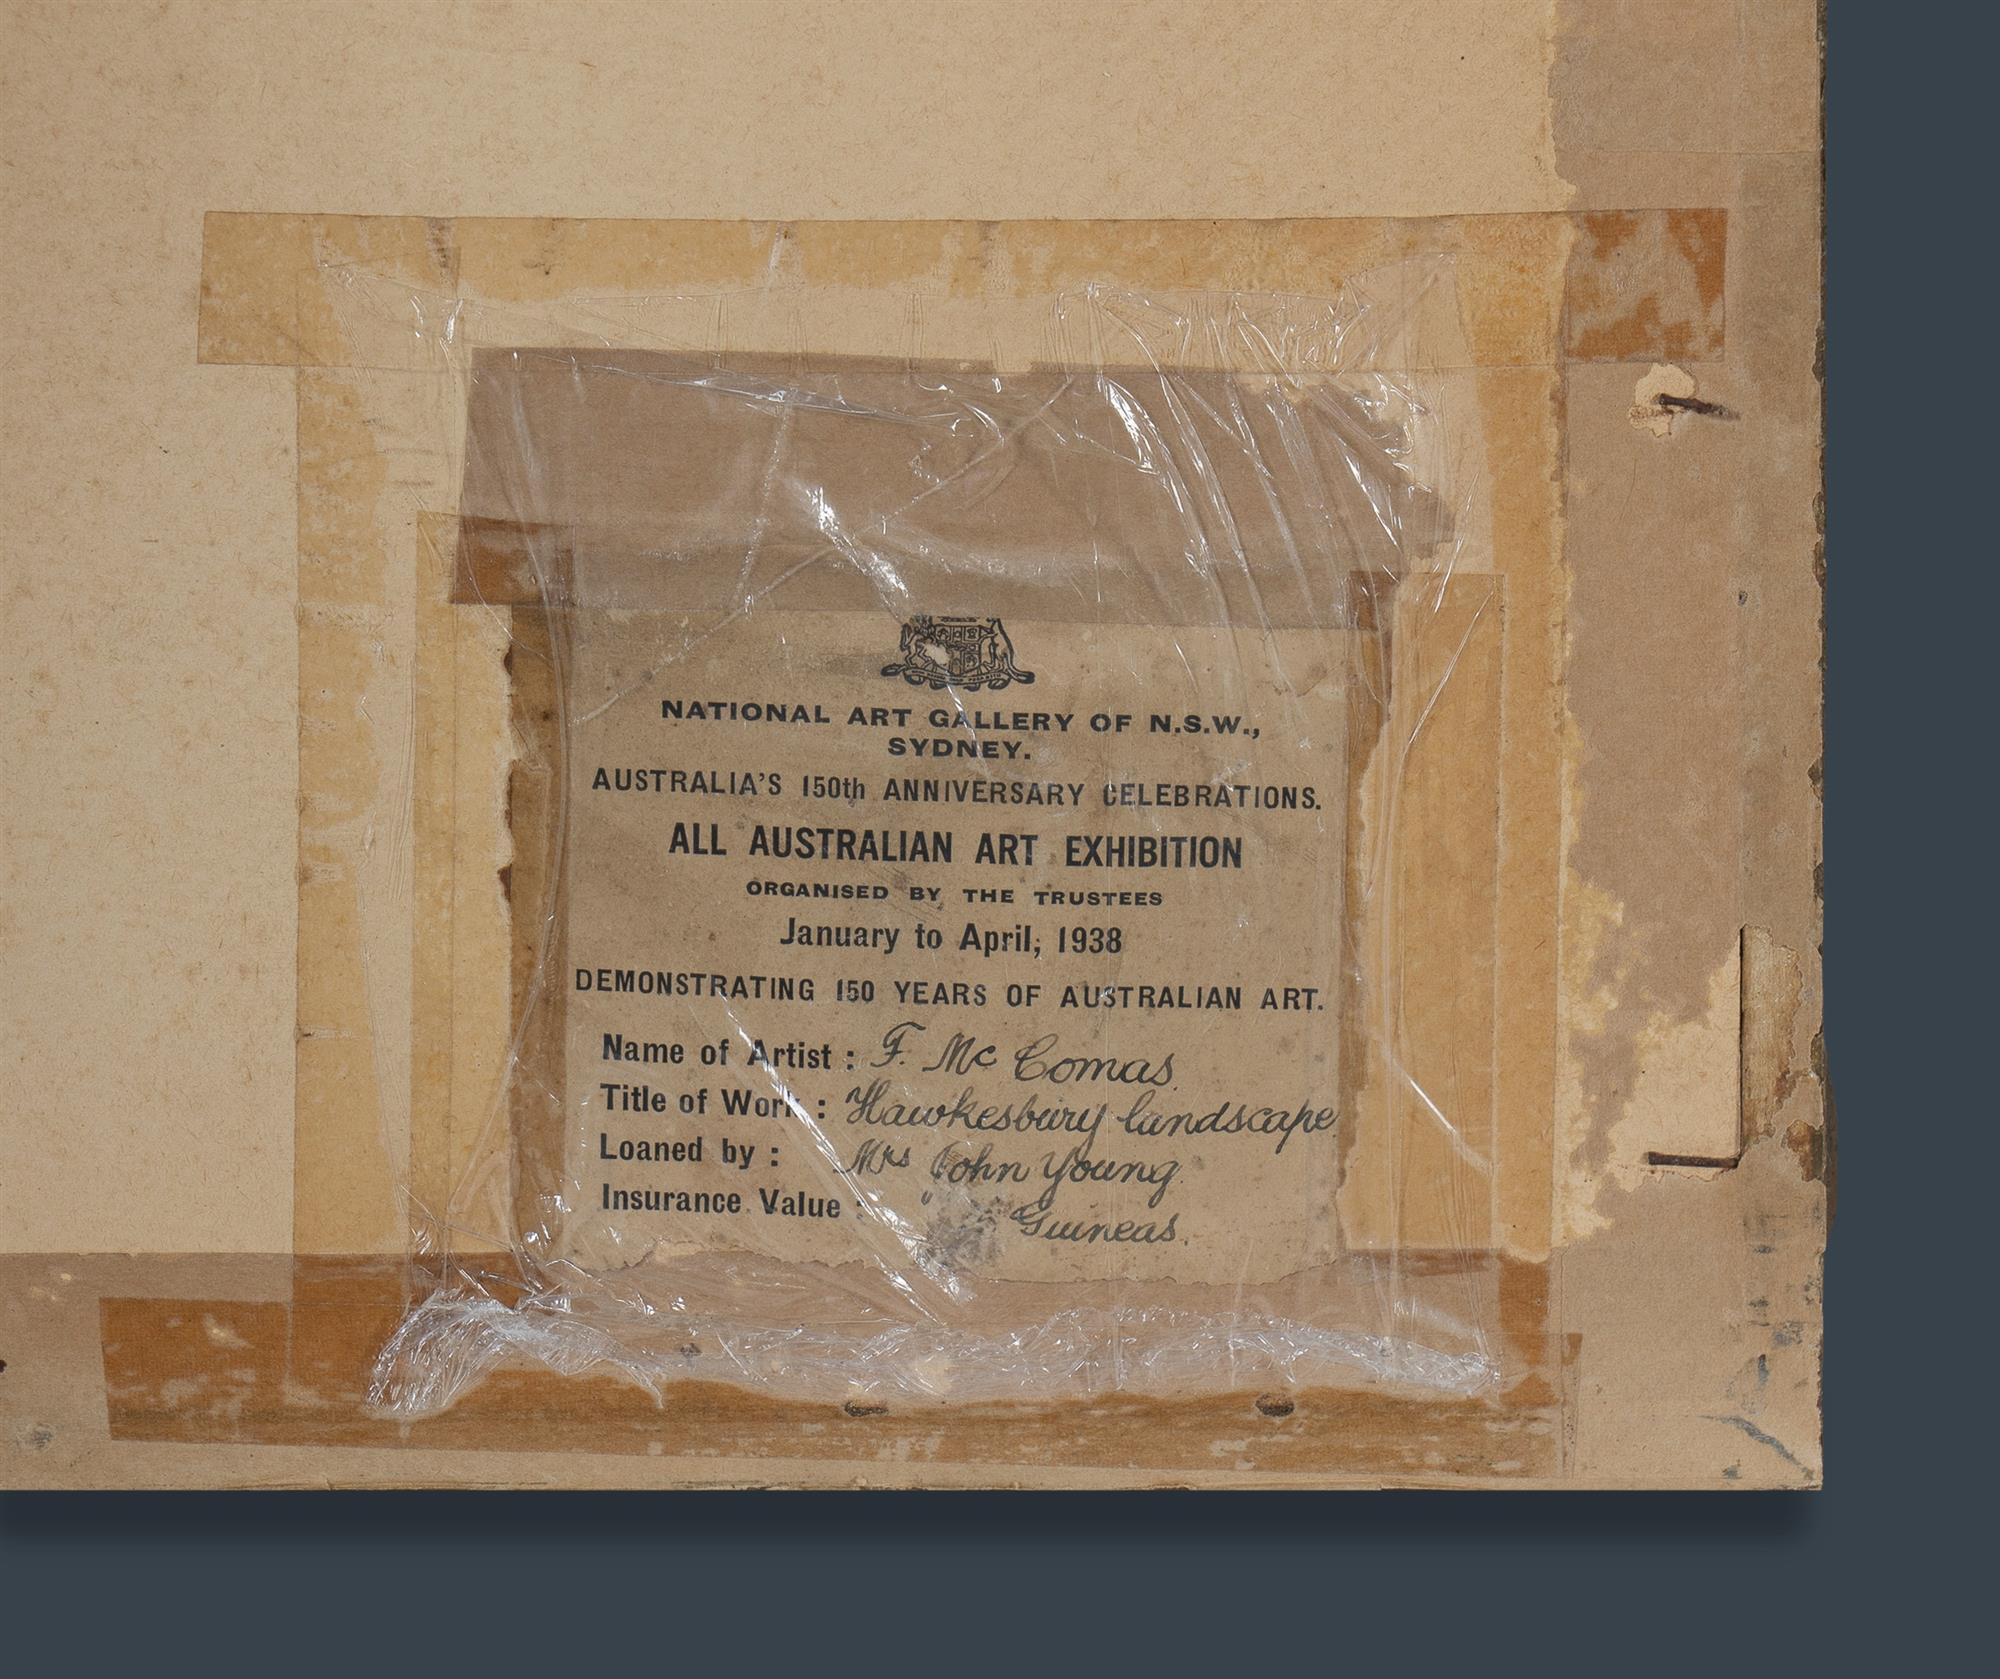 NATIONAL ART GALLERY OF N.S.W.,
SYDNEY.
AUSTRALIA'S 150th ANNIVERSARY CELEBRATIONS.
ALL AUSTRALIAN ART EXHIBITION
ORGANISED BY THE TRUSTEES
January to April, 1938
DEMONSTRATING 150 YEARS OF AUSTRALIAN ART.
Name of Artist : F. Mc Comas.
Title of Work : Hawkesbury landscape
Loaned by : Mrs John Young.
Insurance Value : Guineas.